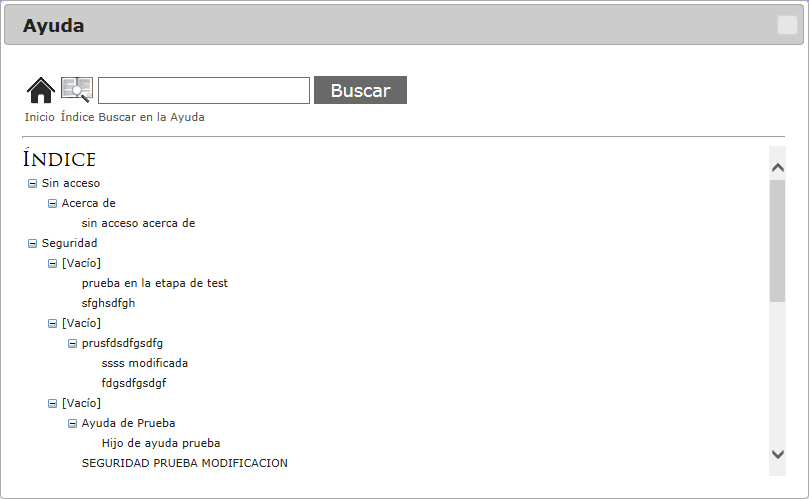 Ayuda
Buscar
Inicio Índice Buscar en la Ayuda
ÍNDICE
Sin acceso
Acerca de
sin acceso acerca de
Seguridad
[Vacío]
prueba en la etapa de test
sfghsdfgh
[Vacío]
prusfdsdfgsdfg
ssss modificada
fdgsdfgsdgf
[Vacío]
Ayuda de Prueba
Hijo de ayuda prueba
SEGURIDAD PRUEBA MODIFICACION